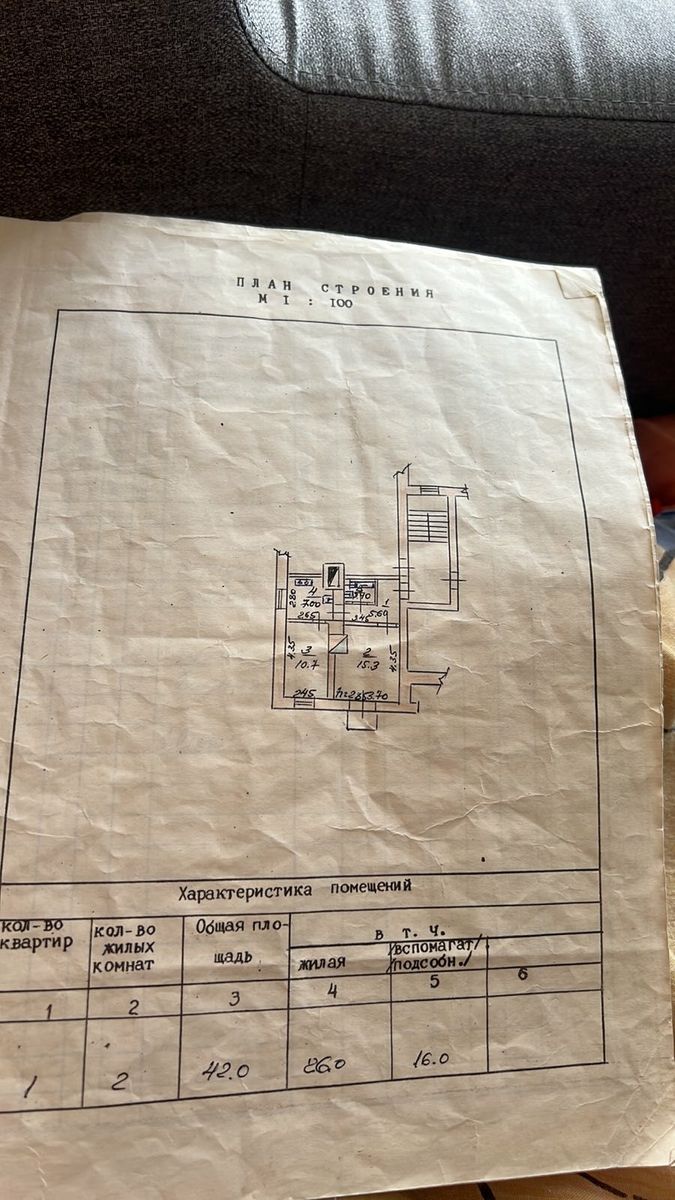 ПЛАН СТРОЕНИЯ
М I : 100
4
7.00
2.80
2.65
1
5.60
3.45
3
10.7
4.35
2
15.3
4.35
2.45
3.70
Характеристика помещений
кол-во квартир
кол-во жилых комнат
Общая пло-
щадь
в т. ч.
жилая
/вспомагат/
/подсобн./
1
2
3
4
5
6
1
2
42.0
26.0
16.0